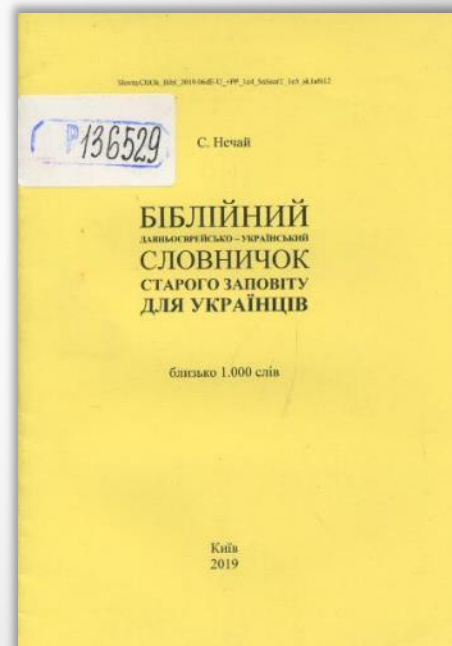 Р136529
С. Нечай
БІБЛІЙНИЙ
ДАВНЬОЄВРЕЙСЬКО – УКРАЇНСЬКИЙ
СЛОВНИЧОК
СТАРОГО ЗАПОВІТУ
ДЛЯ УКРАЇНЦІВ
близько 1.000 слів
Київ
2019